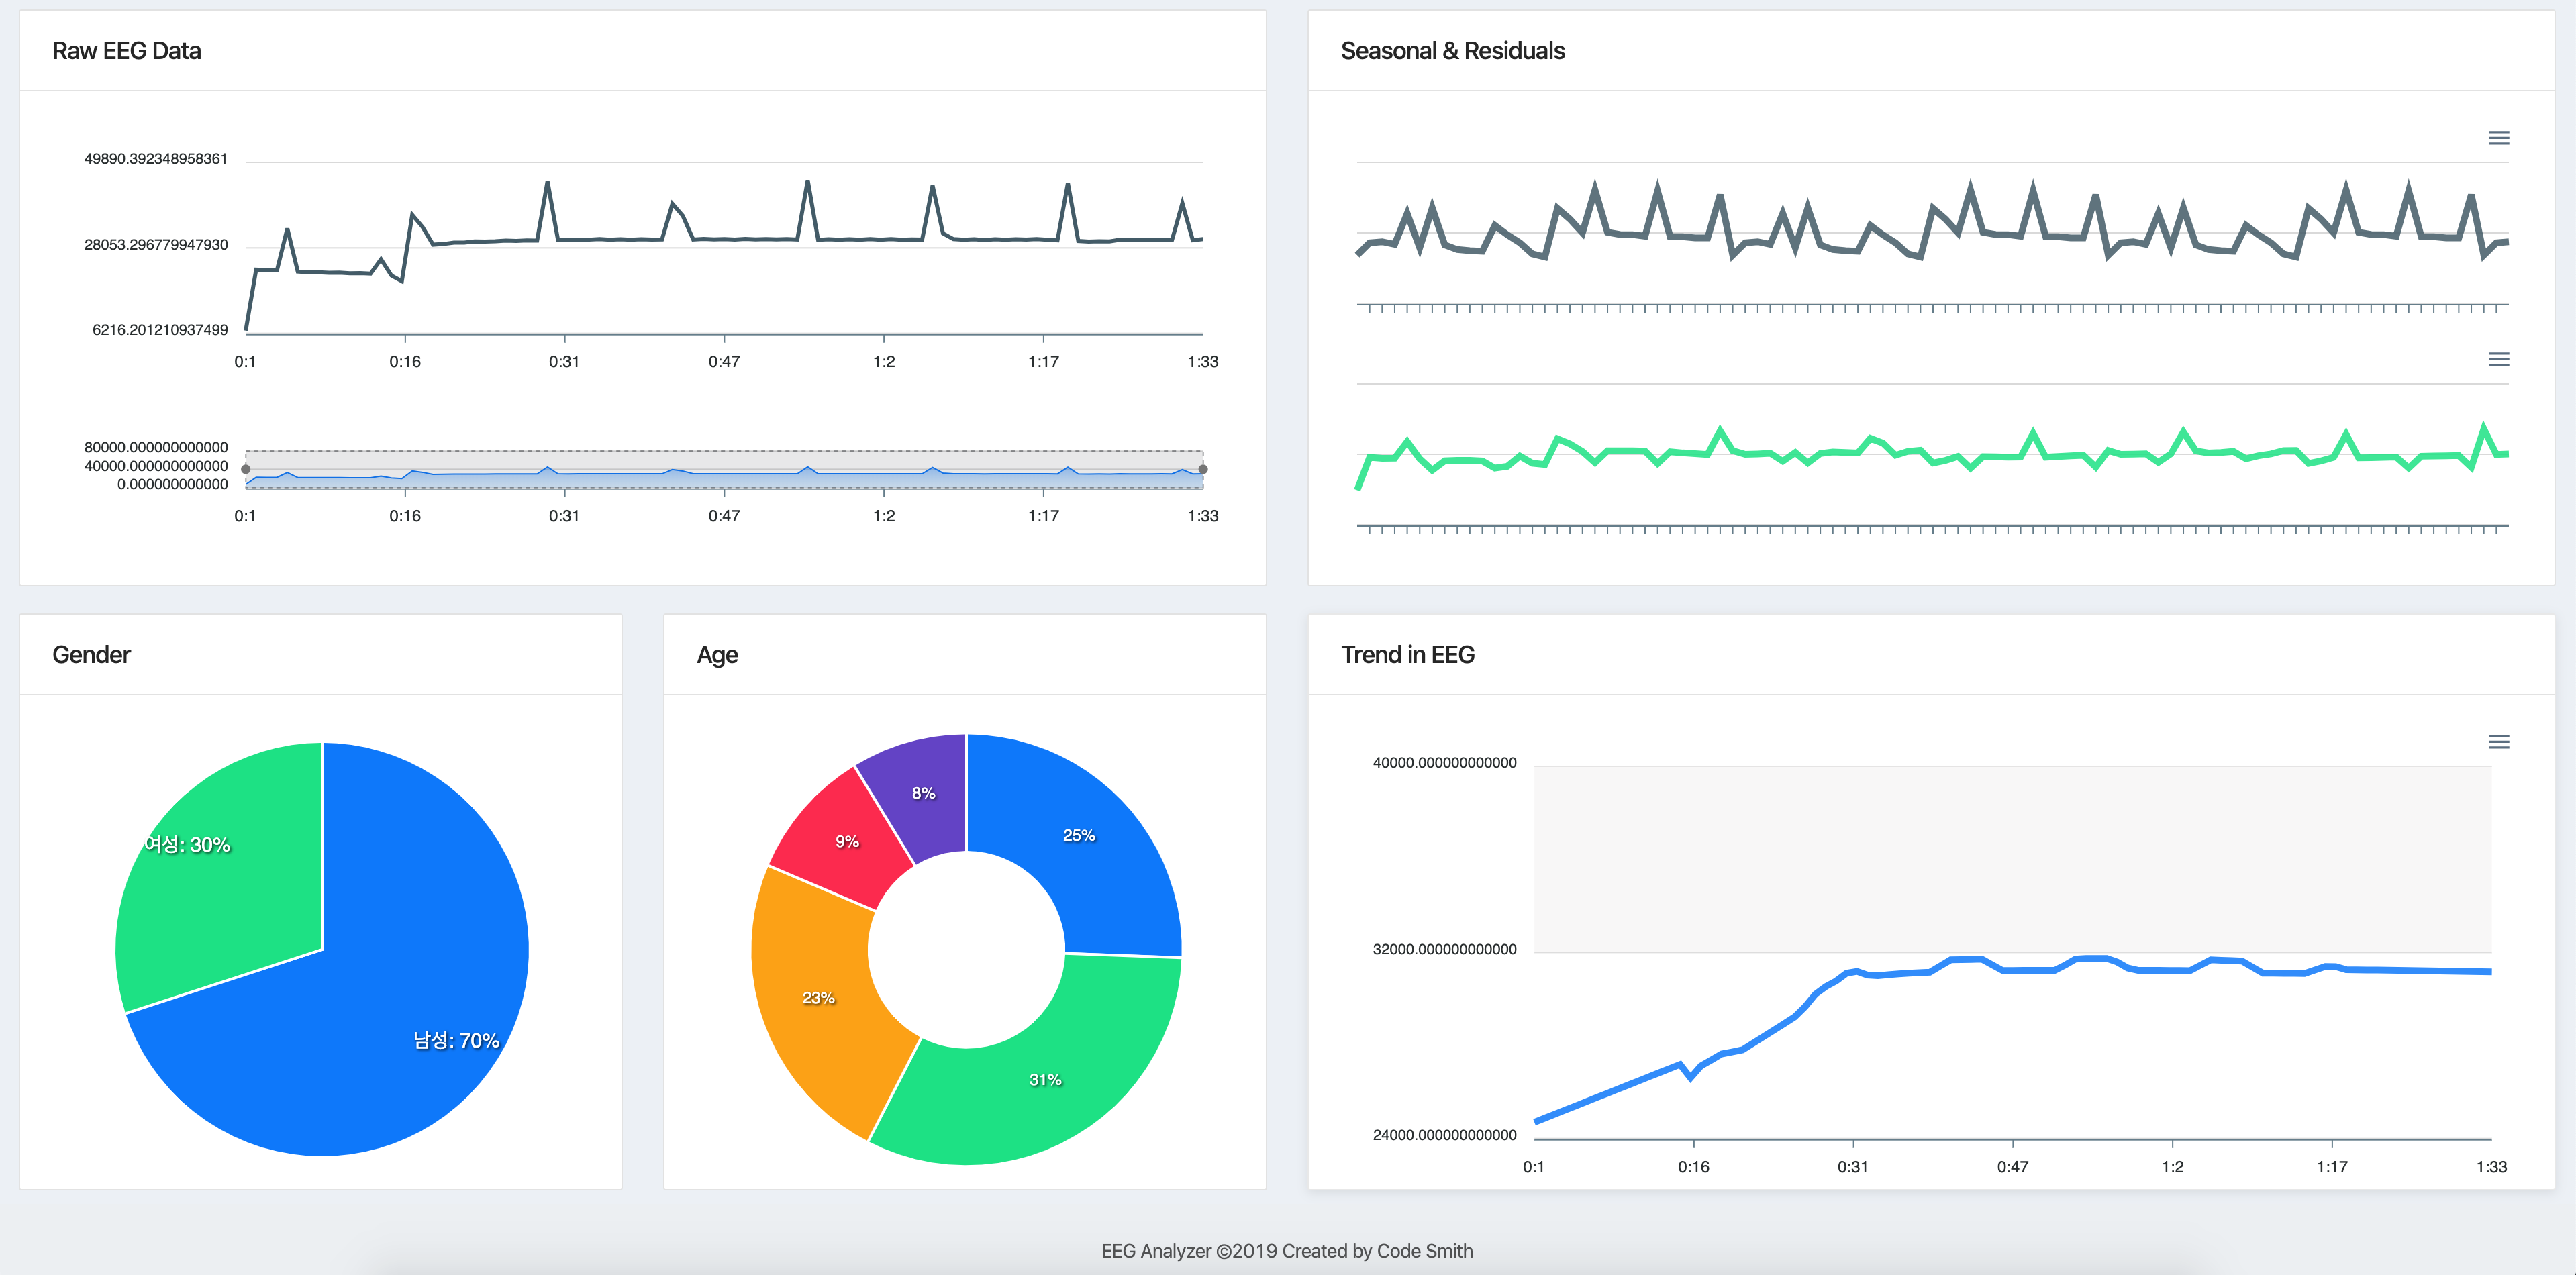 Raw EEG Data
49890.392348958361
28053.296779947930
6216.201210937499
0:1 0:16 0:31 0:47 1:2 1:17 1:33
80000.000000000000
40000.000000000000
0.000000000000
0:1 0:16 0:31 0:47 1:2 1:17 1:33
Seasonal & Residuals
Gender
여성: 30%
남성: 70%
Age
8%
25%
9%
23%
31%
Trend in EEG
40000.000000000000
32000.000000000000
24000.000000000000
0:1 0:16 0:31 0:47 1:2 1:17 1:33
EEG Analyzer ©2019 Created by Code Smith